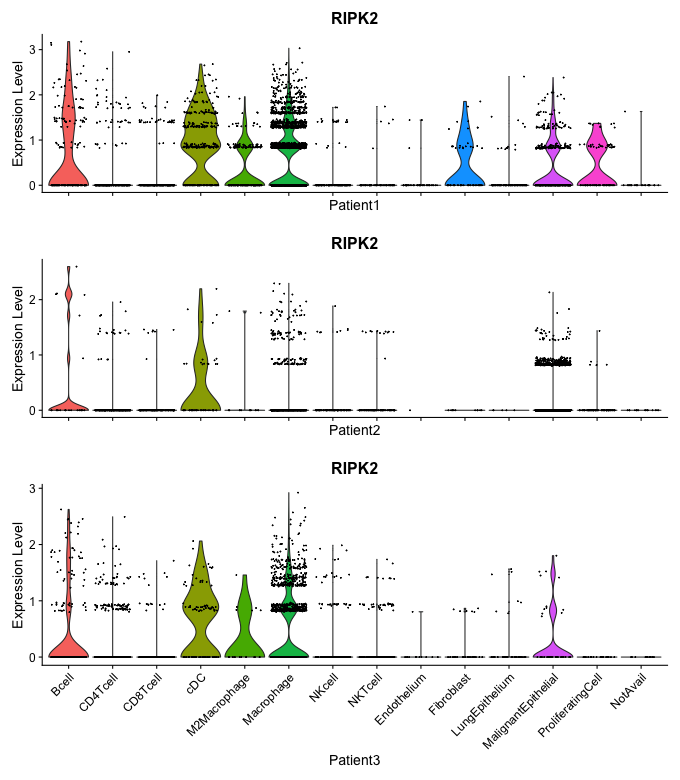 RIPK2
Expression Level
3
2
1
0
Patient1
RIPK2
Expression Level
2
1
0
Patient2
RIPK2
Expression Level
3
2
1
0
Bcell
CD4Tcell
CD8Tcell
cDC
M2Macrophage
Macrophage
NKcell
NKTcell
Endothelium
Fibroblast
LungEpithelium
MalignantEpithelial
ProliferatingCell
NotAvail
Patient3